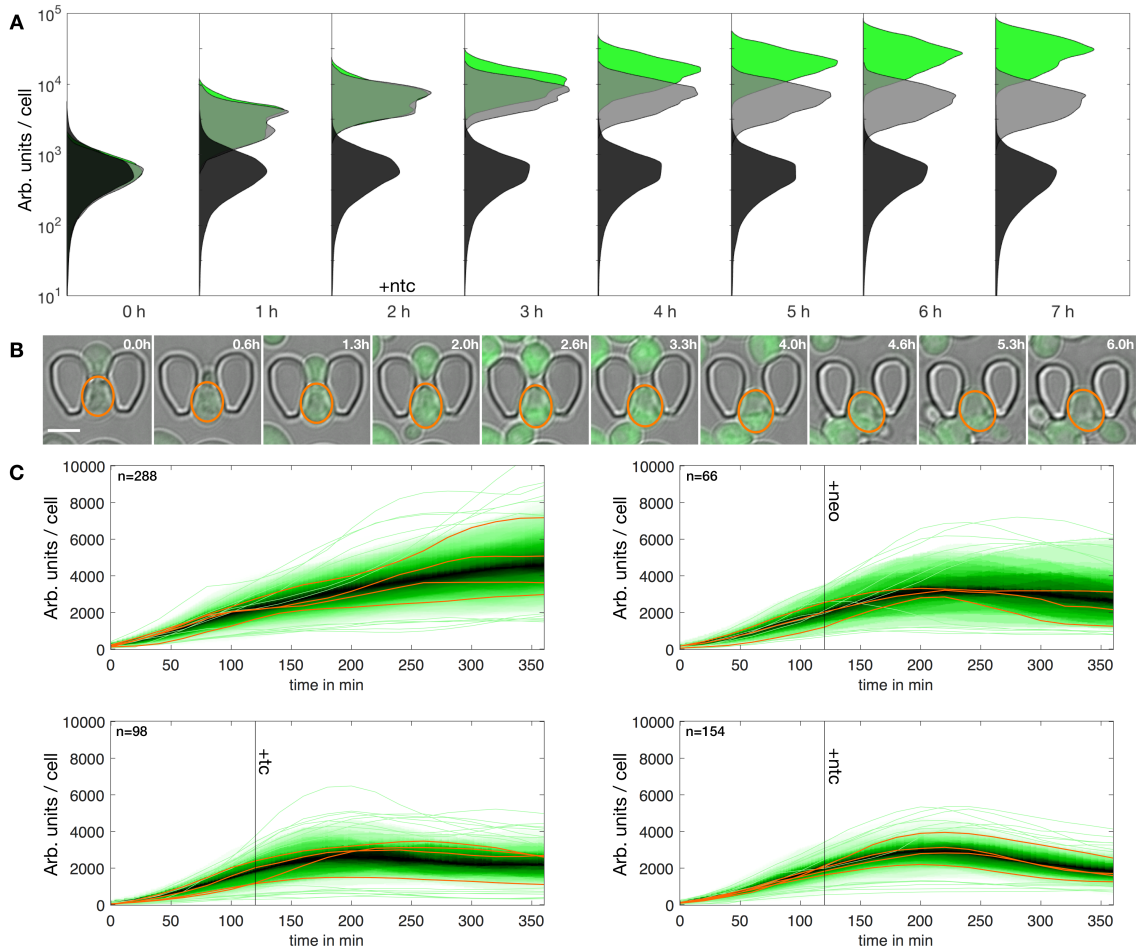 A
Arb. units / cell
10^5
10^4
10^3
10^2
10^1
+ntc
0 h 1 h 2 h 3 h 4 h 5 h 6 h 7 h
B
0.0h 0.6h 1.3h 2.0h 2.6h 3.3h 4.0h 4.6h 5.3h 6.0h
C
n=288
Arb. units / cell
10000
8000
6000
4000
2000
0
0 50 100 150 200 250 300 350
time in min
n=66
+neo
Arb. units / cell
10000
8000
6000
4000
2000
0
0 50 100 150 200 250 300 350
time in min
n=98
+tc
Arb. units / cell
10000
8000
6000
4000
2000
0
0 50 100 150 200 250 300 350
time in min
n=154
+ntc
Arb. units / cell
10000
8000
6000
4000
2000
0
0 50 100 150 200 250 300 350
time in min